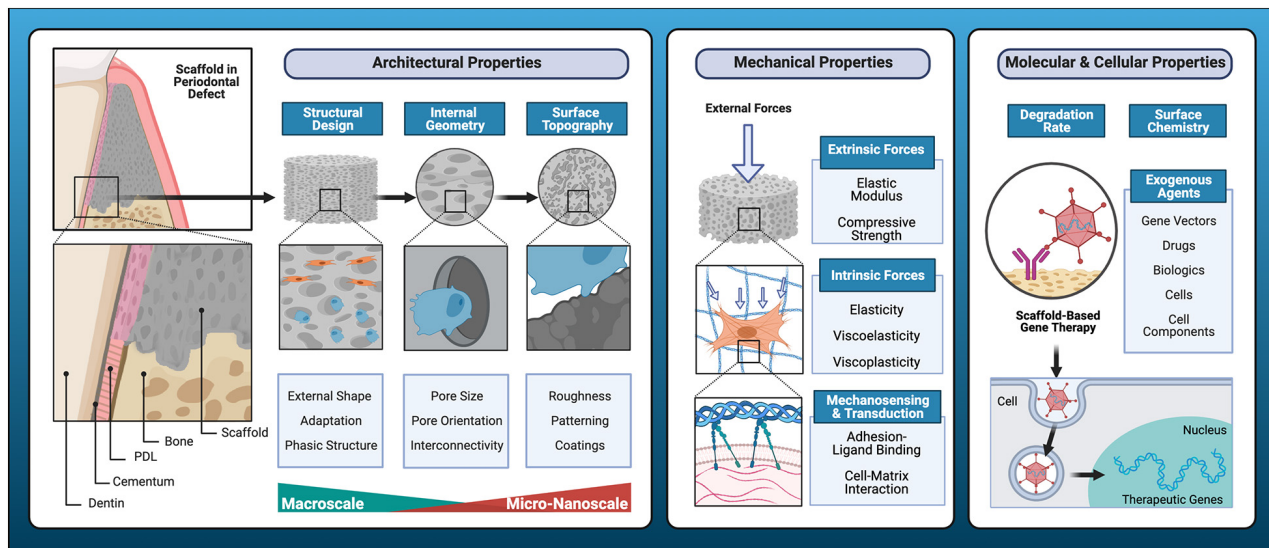 Scaffold in
Periodontal
Defect
Dentin
Cementum
PDL
Bone
Scaffold
Architectural Properties
Structural
Design
Internal
Geometry
Surface
Topography
External Shape
Adaptation
Phasic Structure
Pore Size
Pore Orientation
Interconnectivity
Roughness
Patterning
Coatings
Macroscale
Micro-Nanoscale
Mechanical Properties
External Forces
Extrinsic Forces
Elastic
Modulus
Compressive
Strength
Intrinsic Forces
Elasticity
Viscoelasticity
Viscoplasticity
Mechanosensing
& Transduction
Adhesion-
Ligand Binding
Cell-Matrix
Interaction
Molecular & Cellular Properties
Degradation
Rate
Surface
Chemistry
Scaffold-Based
Gene Therapy
Exogenous
Agents
Gene Vectors
Drugs
Biologics
Cells
Cell
Components
Cell
Nucleus
Therapeutic Genes